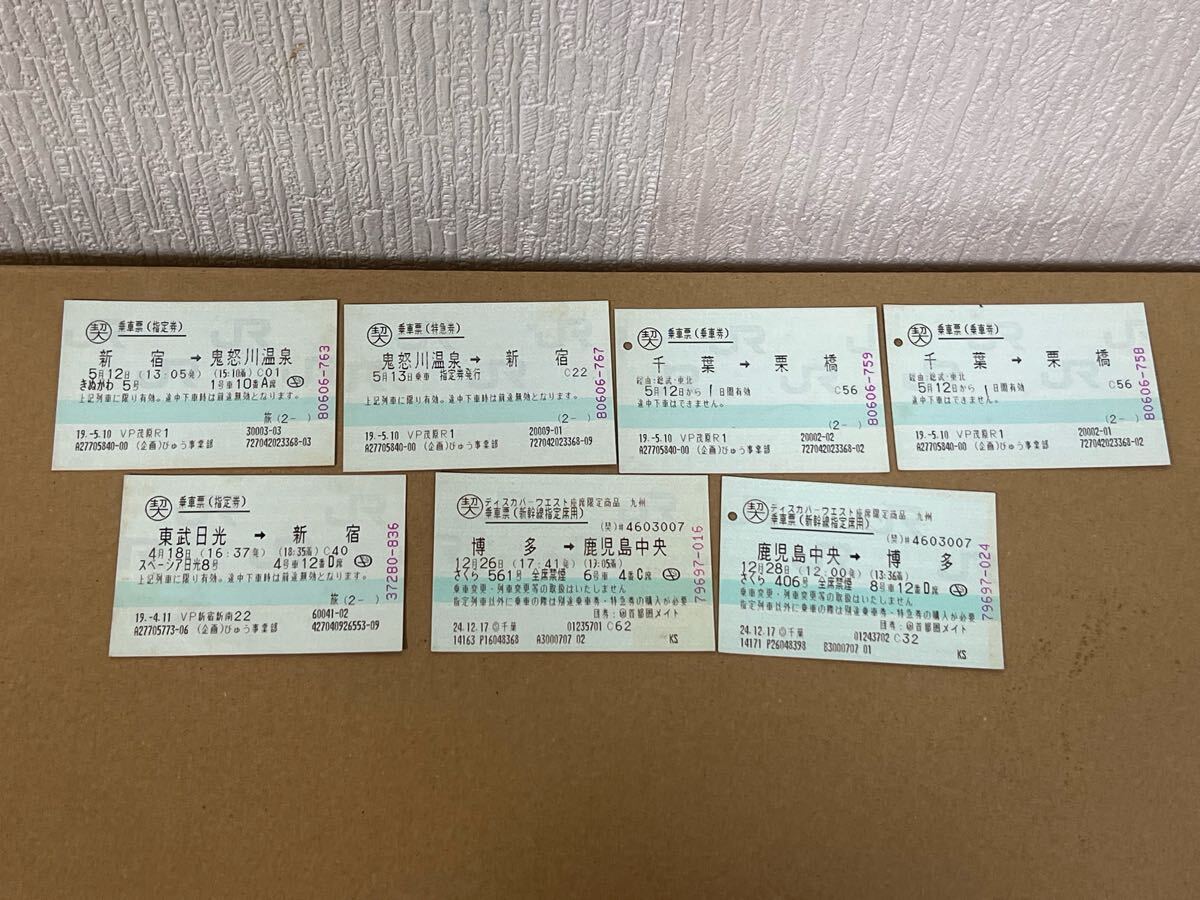 契 乗車票(指定券)
新宿 → 鬼怒川温泉
5月12日 (13:05発) (15:10着) C01
きぬがわ 5号 1号車10番A席
上記列車に限り有効。途中下車時は前途無効となります。
旅(2- )
19.-5.10 VP茂原R1 30003-03
A27705840-00 (企画)びゅう事業部 727042023368-03
80606-763
契 乗車票(特急券)
鬼怒川温泉 → 新宿
5月13日乗車 指定券発行 C22
上記列車に限り有効。途中下車時は前途無効となります。
(2- )
19.-5.10 VP茂原R1 20009-01
A27705840-00 (企画)びゅう事業部 727042023368-09
80606-767
契 乗車票(乗車券)
千葉 → 栗橋
経由:総武・東北
5月12日から1日間有効 C56
途中下車はできません。
(2- )
19.-5.10 VP茂原R1 20002-02
A27705840-00 (企画)びゅう事業部 727042023368-02
80606-759
契 乗車票(乗車券)
千葉 → 栗橋
経由:総武・東北
5月12日から1日間有効 C56
途中下車はできません。
(2- )
19.-5.10 VP茂原R1 20002-01
A27705840-00 (企画)びゅう事業部 727042023368-02
80606-758
契 乗車票(指定券)
東武日光 → 新宿
4月18日 (16:37発) (18:35着) C40
スペーシア日光8号 4号車12番D席
上記列車に限り有効。途中下車時は前途無効となります。
旅(2- )
19.-4.11 VP新宿新南22 60041-02
A27705773-06 (企画)びゅう事業部 427040926553-09
37280-836
契 ディスカバーウエスト座席限定商品 九州
乗車票(新幹線指定席用)
(契)#4603007
博多 → 鹿児島中央
12月26日 (17:41発)
さくら 561号 全席禁煙 6号車 4番C席
乗車変更・列車変更等の取扱はいたしません
指定列車以外に乗車の際は別途乗車券・特急券の購入が必要
団券:
首都圏メイト
24.12.17 千葉 01235701 C62
14163 P16048368 A3000707 02 KS
79697-016
契 ディスカバーウエスト座席限定商品 九州
乗車票(新幹線指定席用)
(契)#4603007
鹿児島中央 → 博多
12月28日 (12:00発) (13:36着)
さくら 406号 全席禁煙 8号車12番D席
乗車変更・列車変更等の取扱はいたしません
指定列車以外に乗車の際は別途乗車券・特急券の購入が必要
団券:
首都圏メイト
24.12.17 千葉 01243702 C32
14171 P26048398 B3000707 01 KS
79697-024